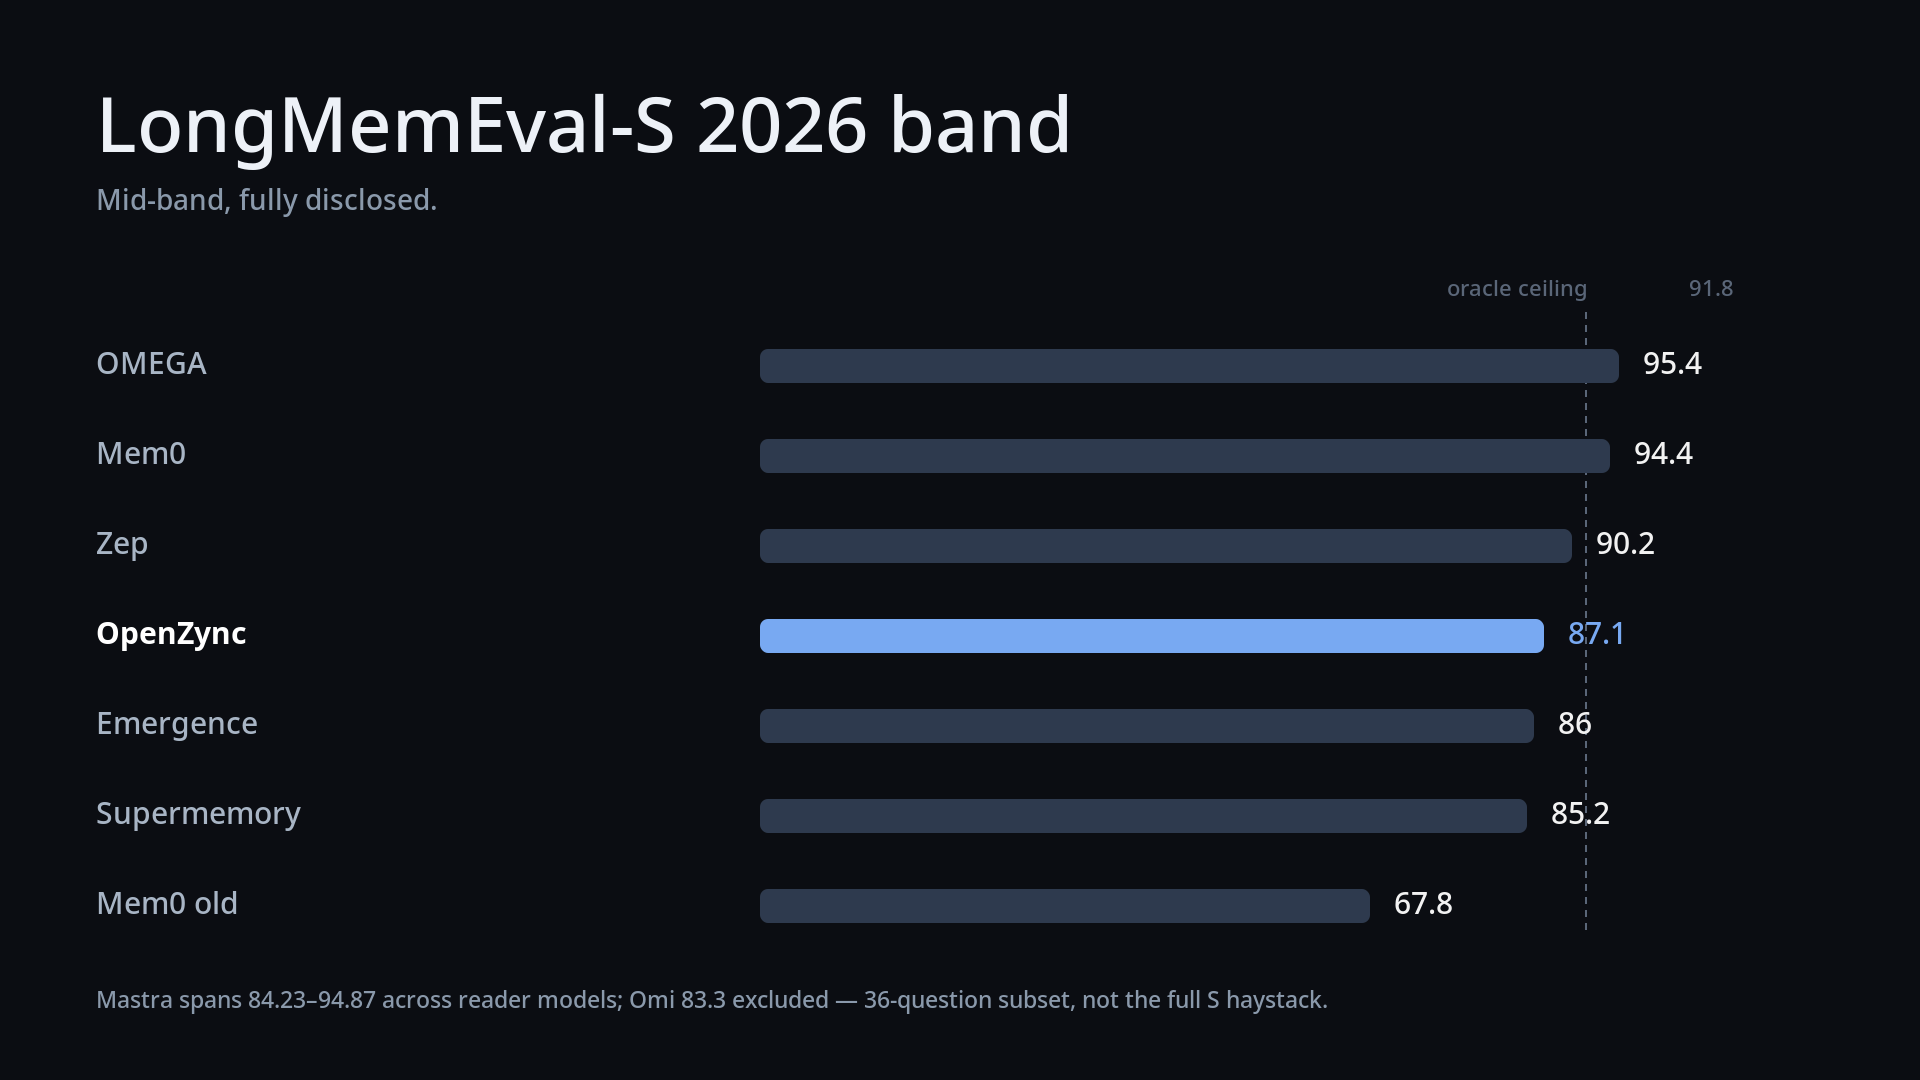 LongMemEval-S 2026 band
Mid-band, fully disclosed.
oracle ceiling 91.8
OMEGA 95.4
Mem0 94.4
Zep 90.2
OpenZync 87.1
Emergence 86
Supermemory 85.2
Mem0 old 67.8
Mastra spans 84.23–94.87 across reader models; Omi 83.3 excluded — 36-question subset, not the full S haystack.